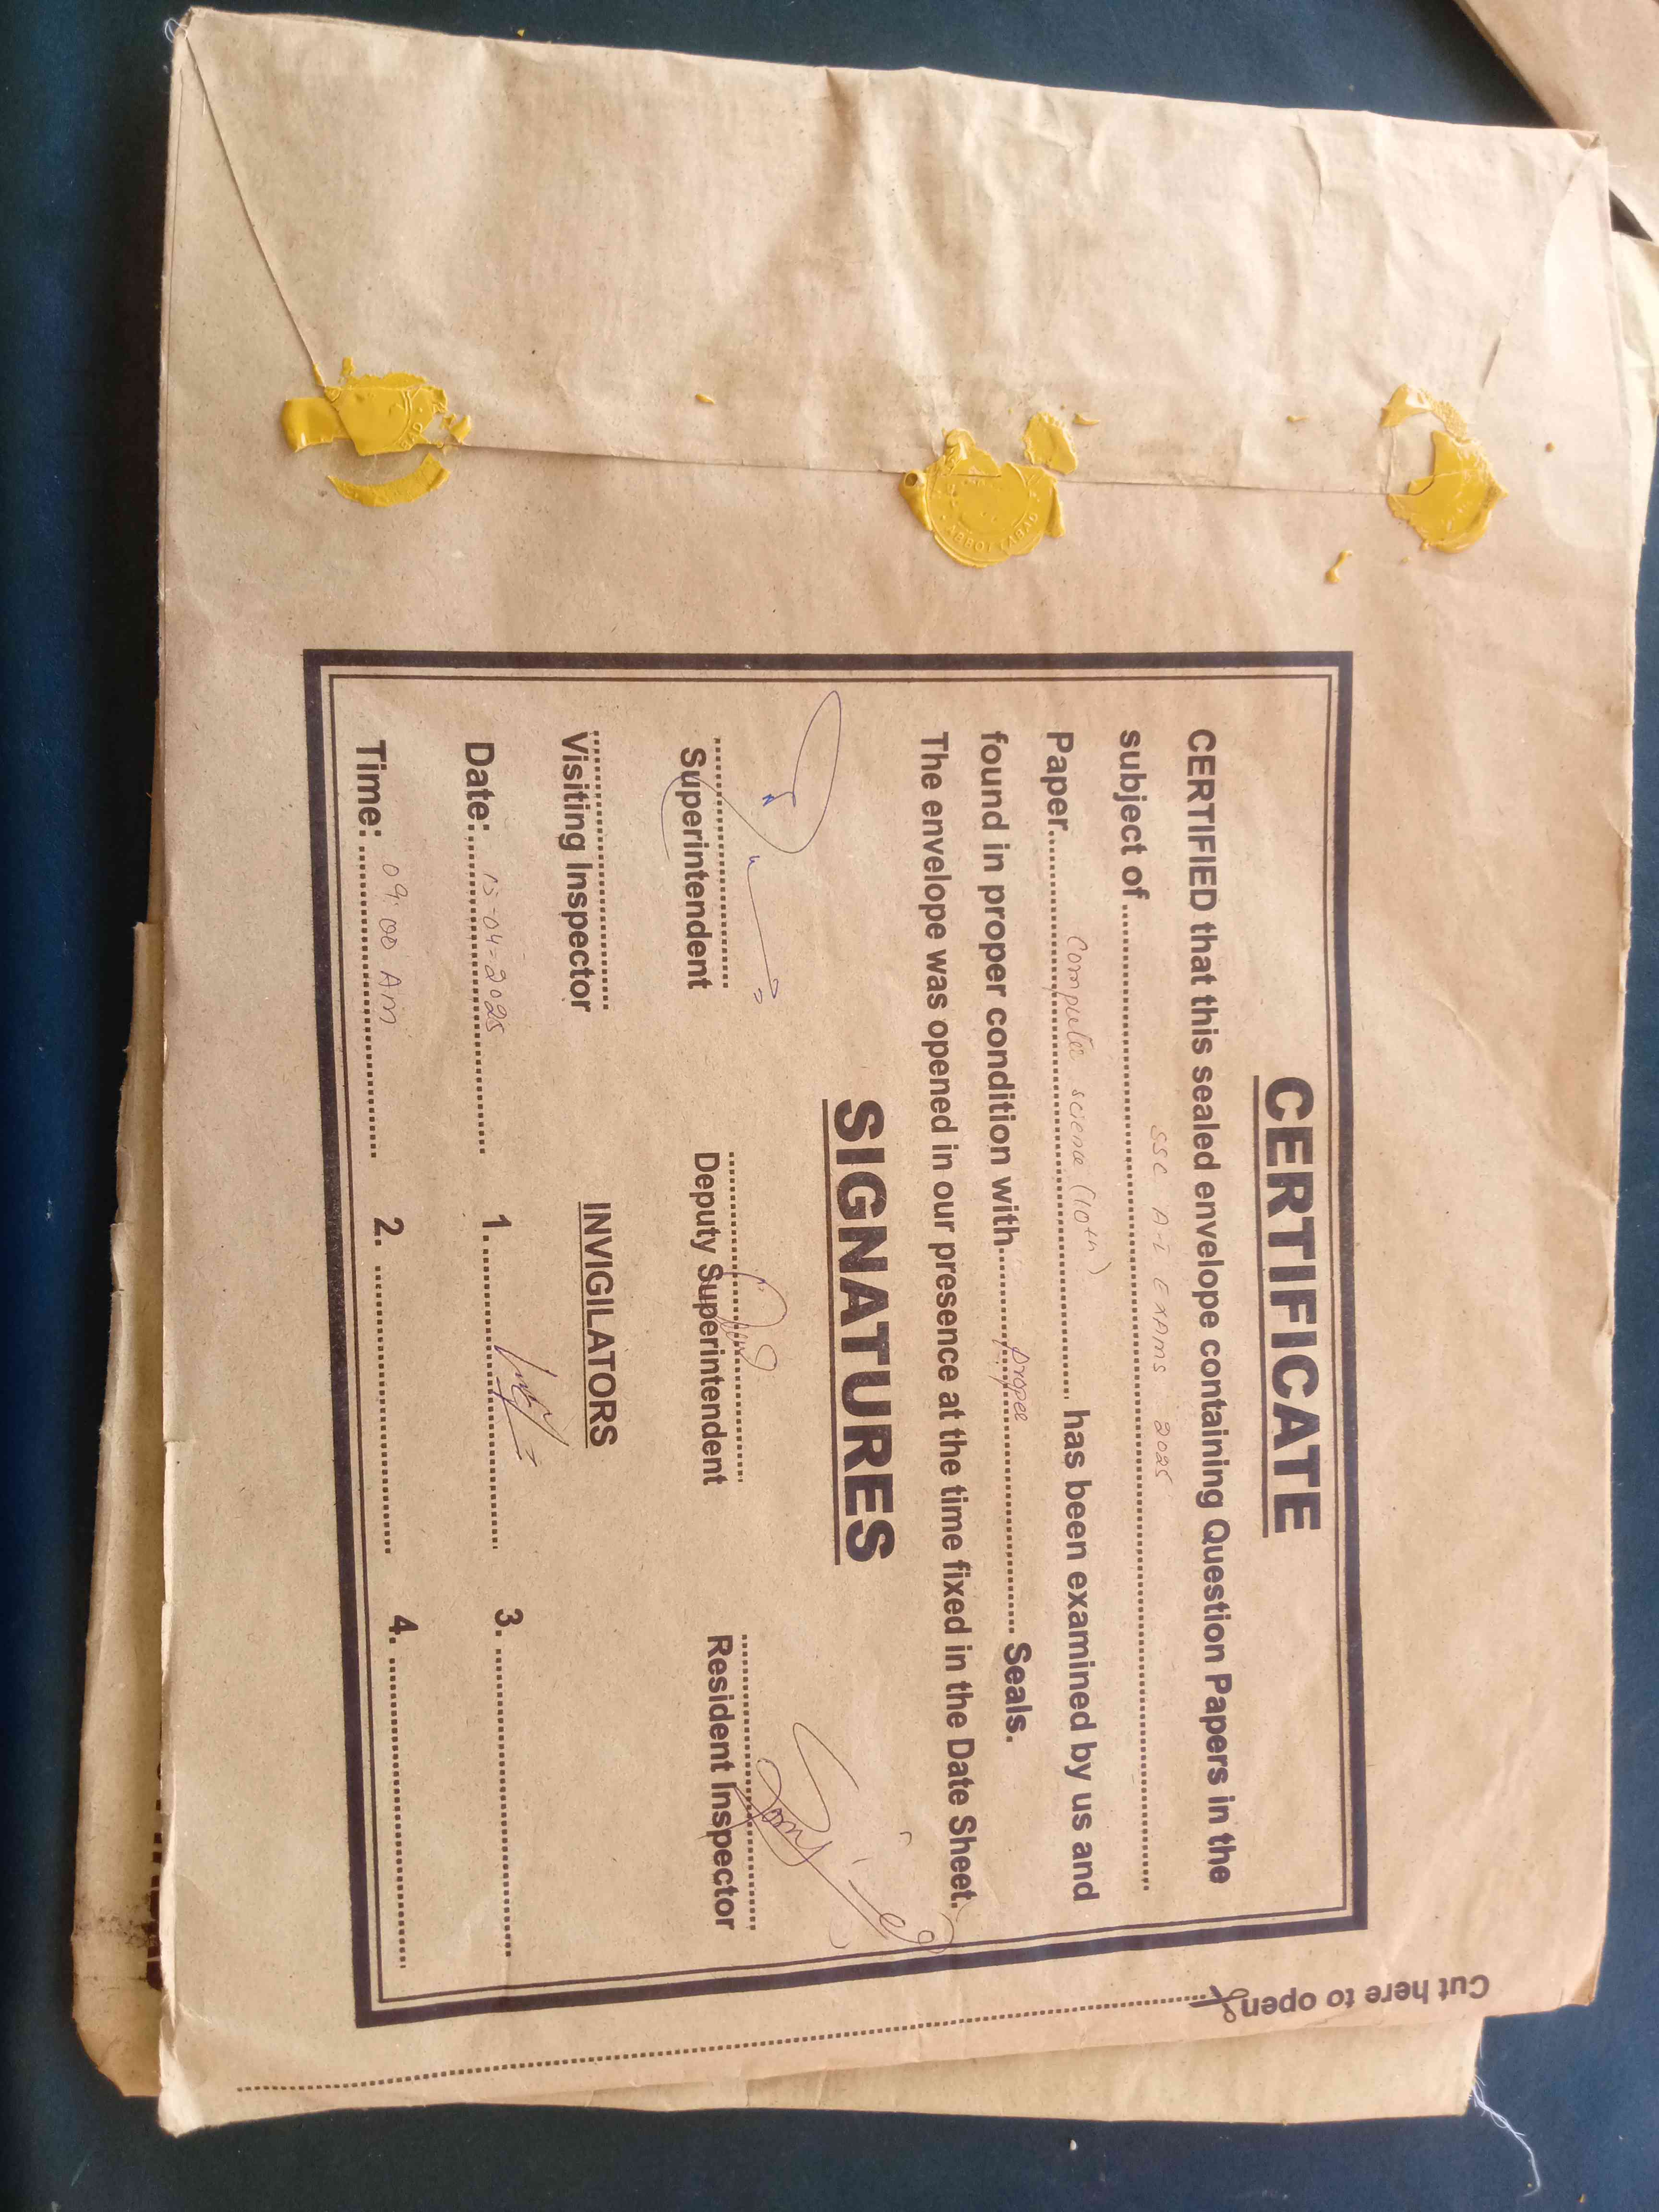 CERTIFICATE
CERTIFIED that this sealed envelope containing Question Papers in the
subject of SSC A-I EXAMS 2025
Paper Computer science (10th) has been examined by us and
found in proper condition with proper Seals.
The envelope was opened in our presence at the time fixed in the Date Sheet.
SIGNATURES
Superintendent Deputy Superintendent Resident Inspector
Visiting Inspector
INVIGILATORS
Date: 15-04-2025 1. 3.
Time: 09:00 AM 2. 4.
Cut here to open
ABBOTTABAD